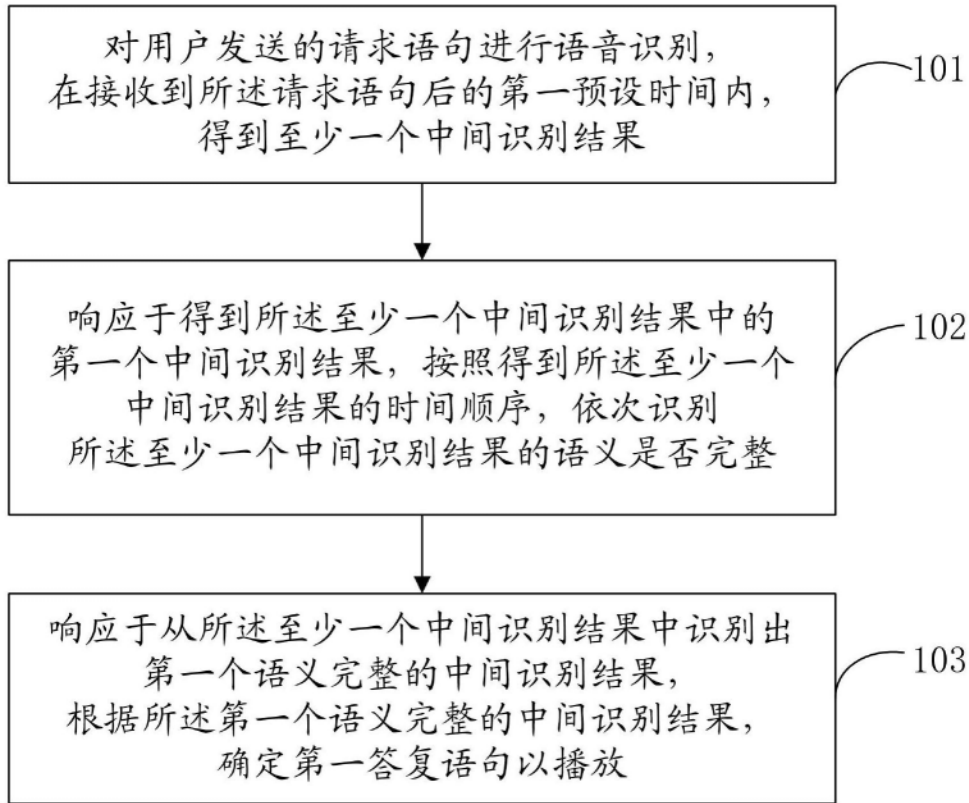 对用户发送的请求语句进行语音识别，
在接收到所述请求语句后的第一预设时间内，
得到至少一个中间识别结果
101
响应于得到所述至少一个中间识别结果中的
第一个中间识别结果，按照得到所述至少一个
中间识别结果的时间顺序，依次识别
所述至少一个中间识别结果的语义是否完整
102
响应于从所述至少一个中间识别结果中识别出
第一个语义完整的中间识别结果，
根据所述第一个语义完整的中间识别结果，
确定第一答复语句以播放
103